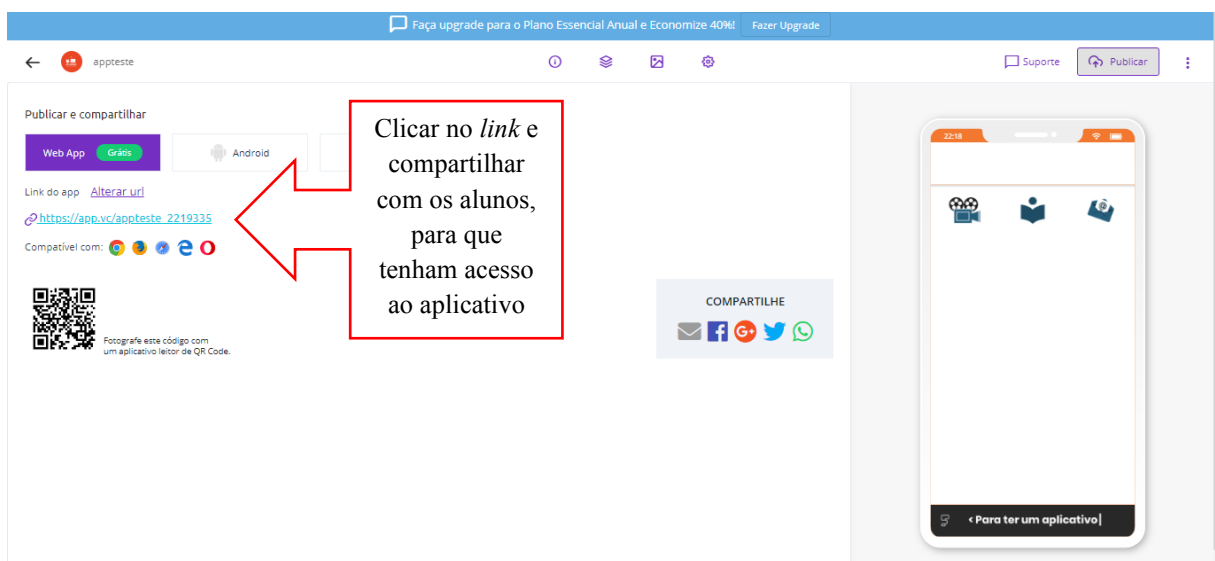 Faça upgrade para o Plano Essencial Anual e Economize 40%! Fazer Upgrade
appteste
Suporte
Publicar
Publicar e compartilhar
Web App Grátis
Android
Link do app Alterar url
https://app.vc/appteste_2219335
Compatível com:
Fotografe este código com
um aplicativo leitor de QR Code.
Clicar no link e
compartilhar
com os alunos,
para que
tenham acesso
ao aplicativo
COMPARTILHE
22:18
<Para ter um aplicativo|